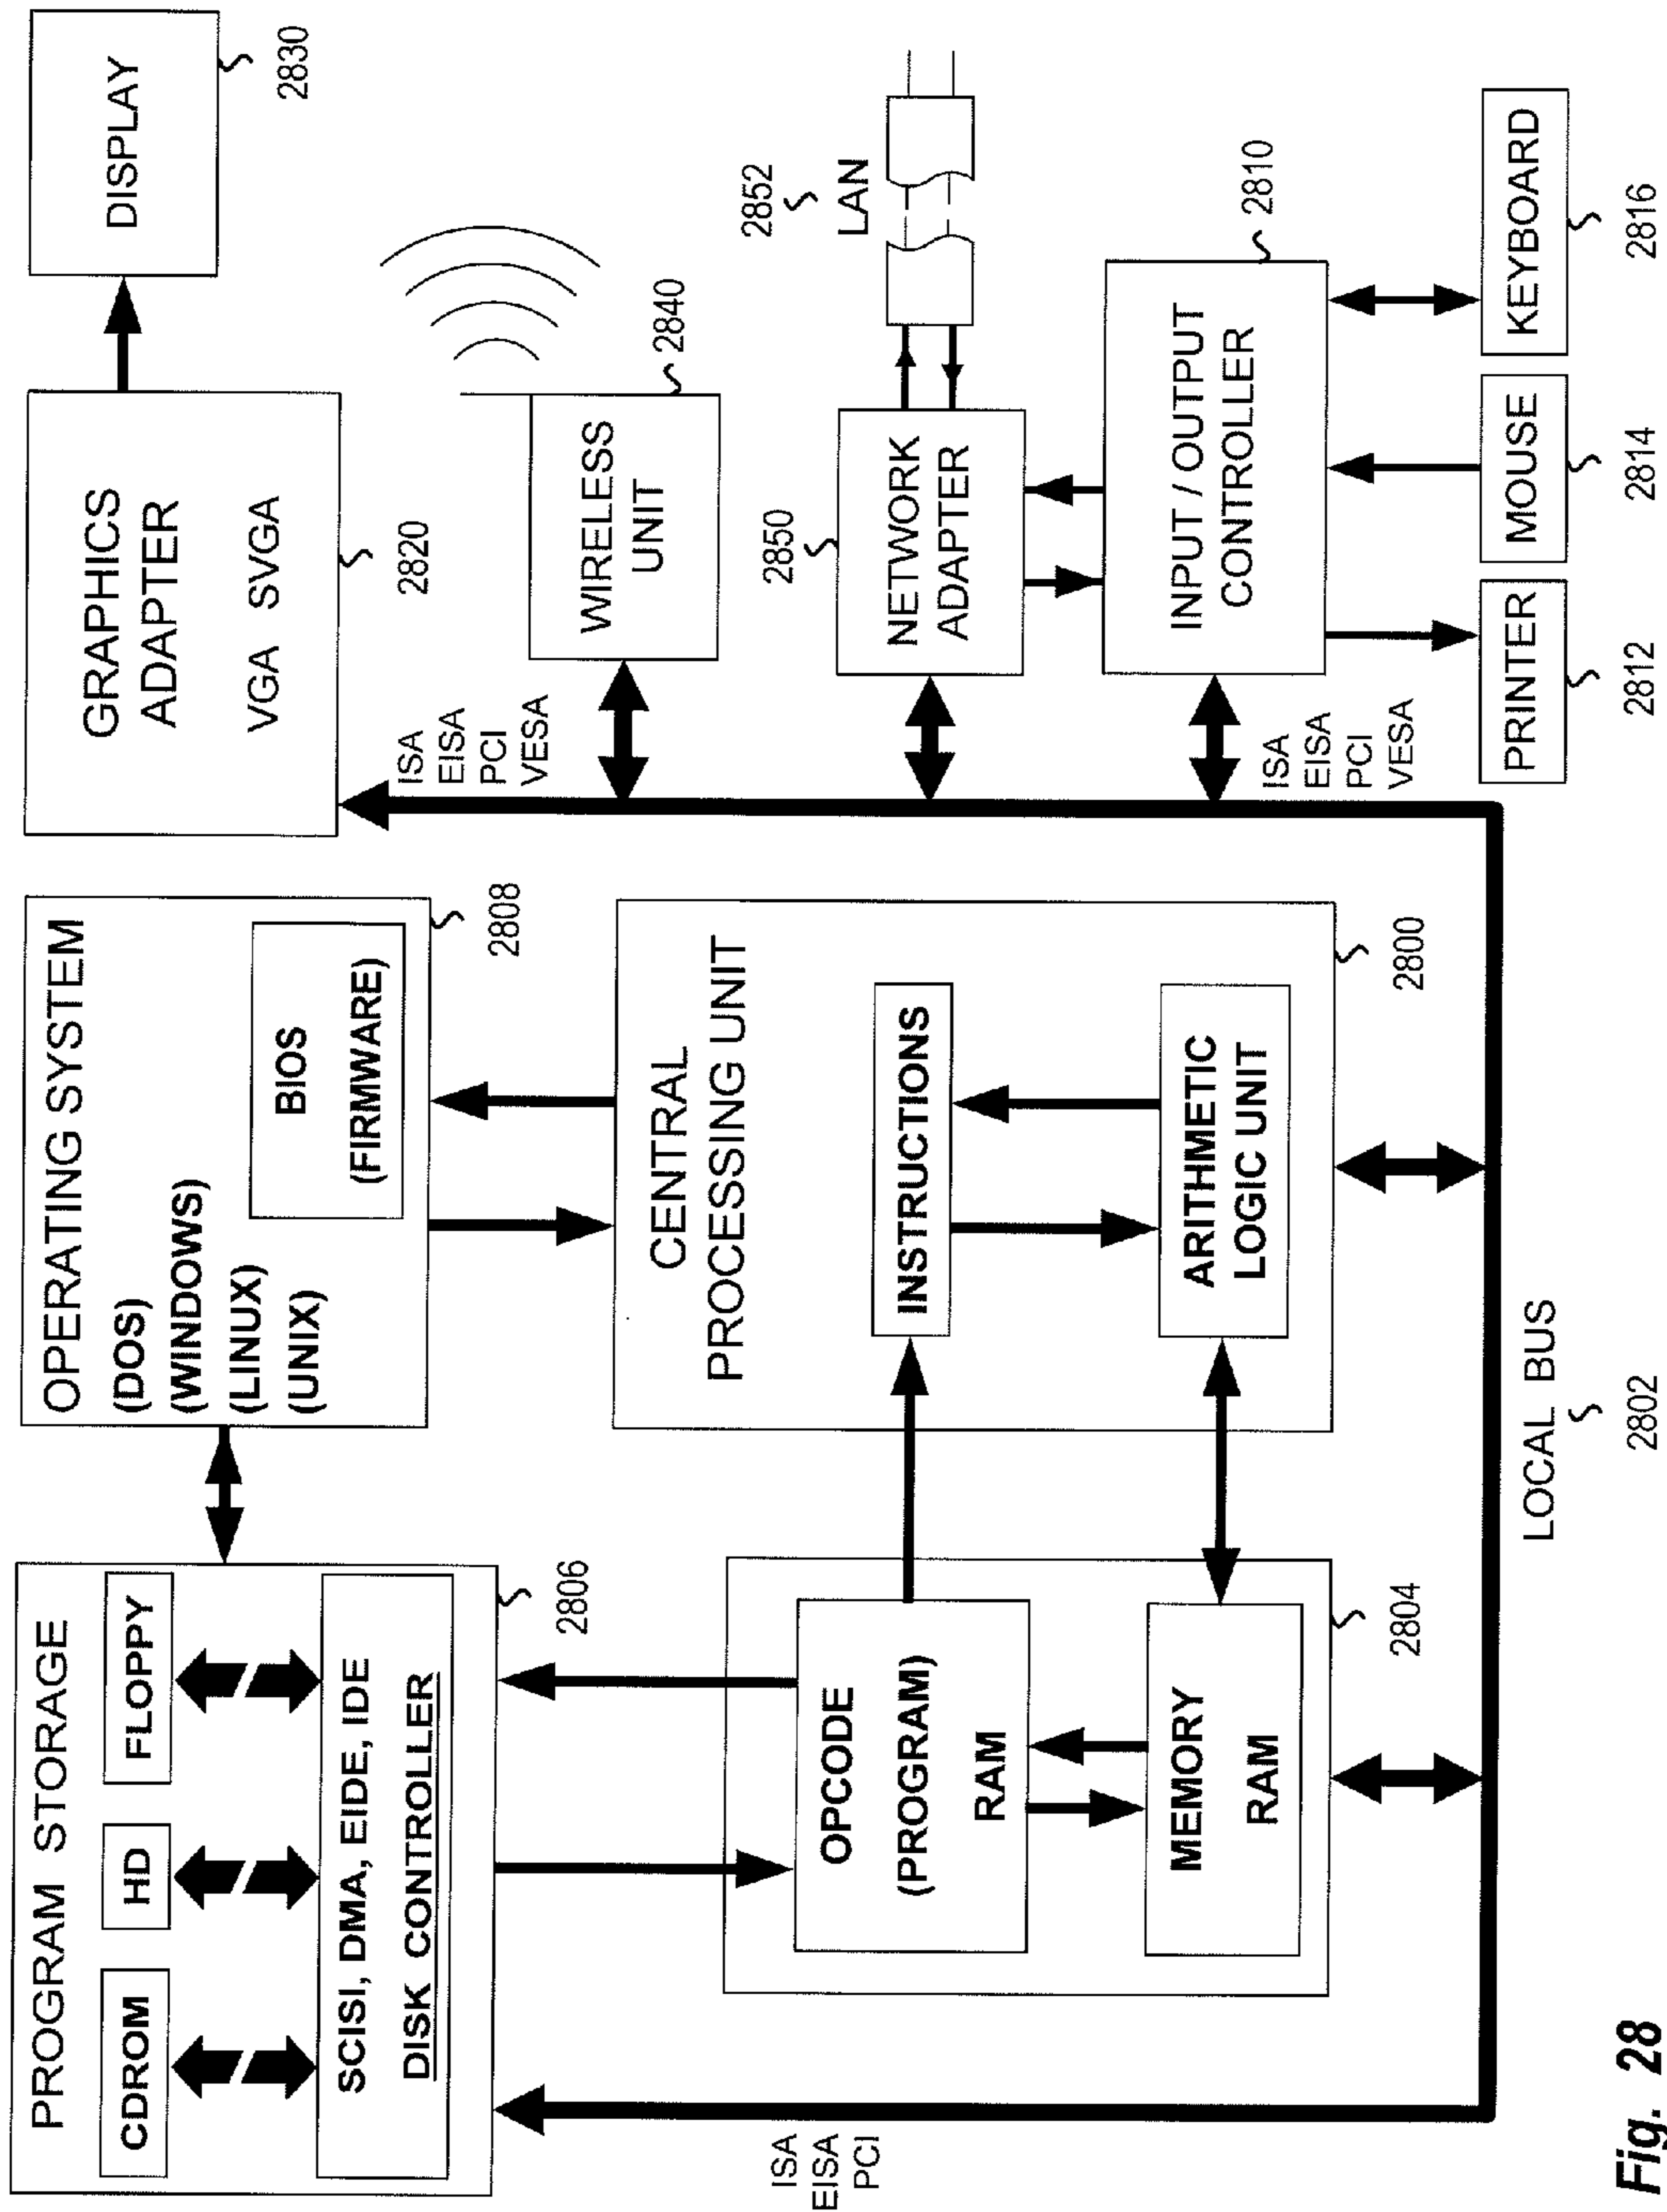 PROGRAM STORAGE
CDROM
HD
FLOPPY
SCISI, DMA, EIDE, IDE
DISK CONTROLLER
2806
OPERATING SYSTEM
(DOS)
(WINDOWS)
(LINUX)
(UNIX)
BIOS
(FIRMWARE)
2808
GRAPHICS
ADAPTER
VGA SVGA
2820
DISPLAY
2830
ISA
EISA
PCI
VESA
WIRELESS
UNIT
2840
OPCODE
(PROGRAM)
RAM
MEMORY
RAM
2804
CENTRAL
PROCESSING UNIT
INSTRUCTIONS
ARITHMETIC
LOGIC UNIT
2800
2850
NETWORK
ADAPTER
2852
LAN
INPUT / OUTPUT
CONTROLLER
2810
ISA
EISA
PCI
VESA
ISA
EISA
PCI
LOCAL BUS
2802
PRINTER
2812
MOUSE
2814
KEYBOARD
2816
Fig. 28